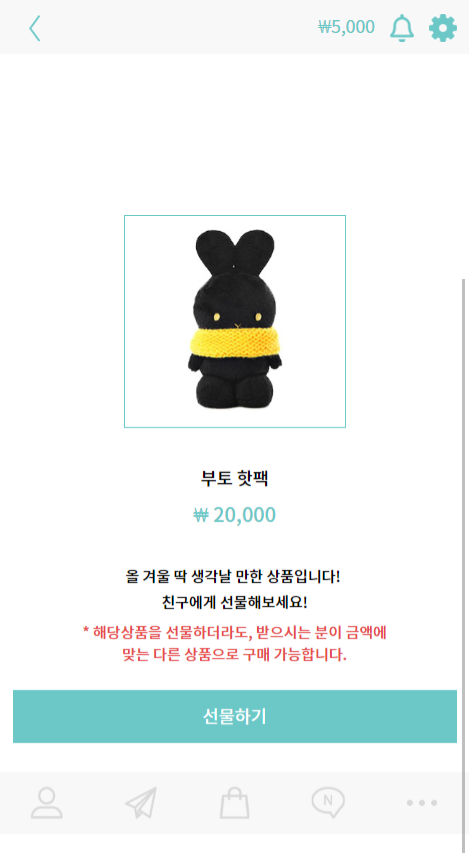 ₩5,000
부토 핫팩
₩ 20,000
올 겨울 딱 생각날 만한 상품입니다!
친구에게 선물해보세요!
* 해당상품을 선물하더라도, 받으시는 분이 금액에
맞는 다른 상품으로 구매 가능합니다.
선물하기
N